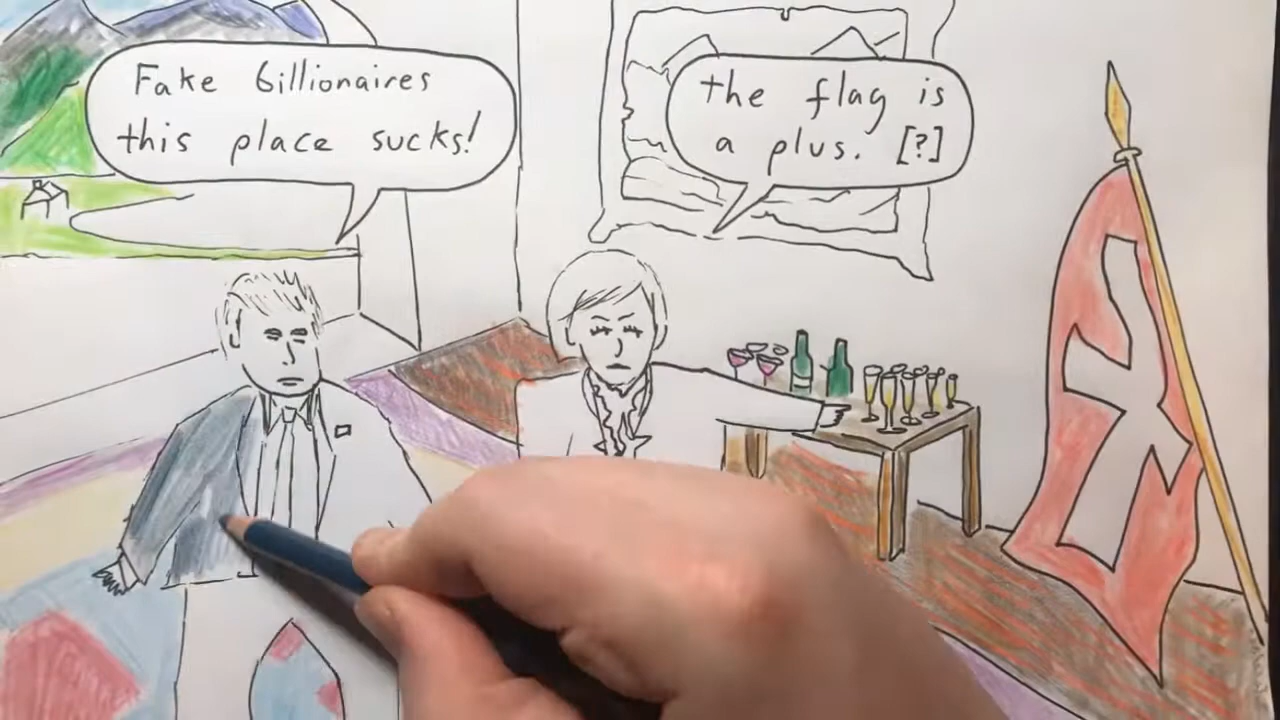 Fake billionaires
this place sucks!
the flag is
a plus. [?]